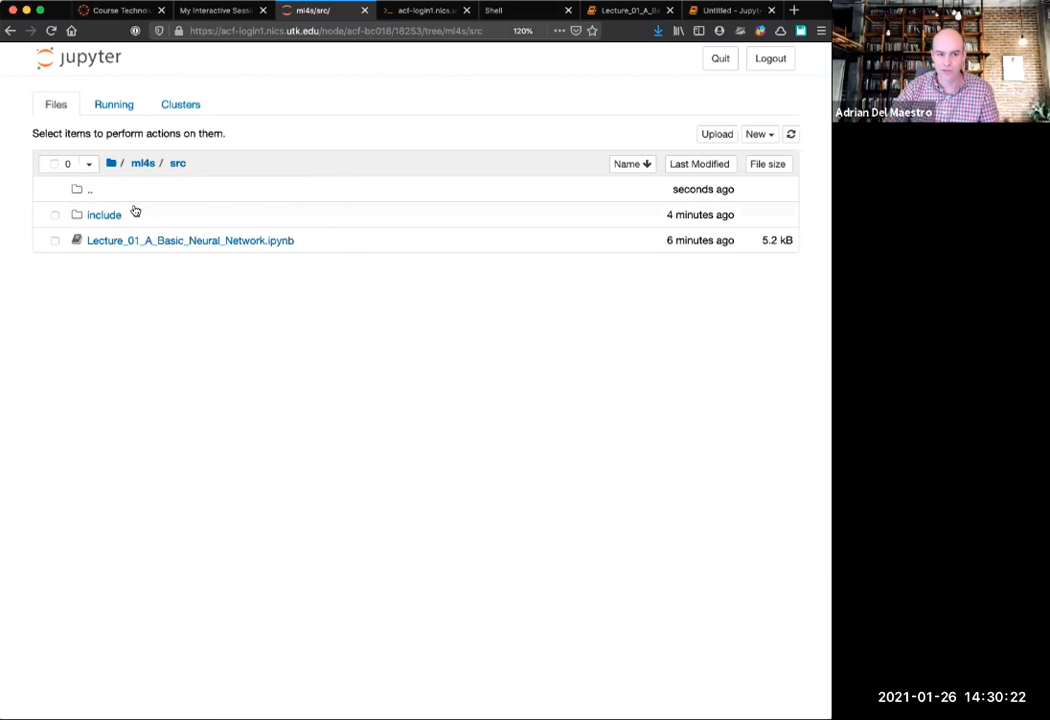 Course Techno
My Interactive Sessi
ml4s/src/
acf-login1.nics.u
Shell
Lecture_01_A_B
Untitled - Jupyt
https://acf-login1.nics.utk.edu/node/acf-bc018/18253/tree/ml4s/src
120%
jupyter
Quit
Logout
Adrian Del Maestro
Files
Running
Clusters
Select items to perform actions on them.
Upload
New
0
/ ml4s / src
Name
Last Modified
File size
..
seconds ago
include
4 minutes ago
Lecture_01_A_Basic_Neural_Network.ipynb
6 minutes ago
5.2 kB
2021-01-26 14:30:22